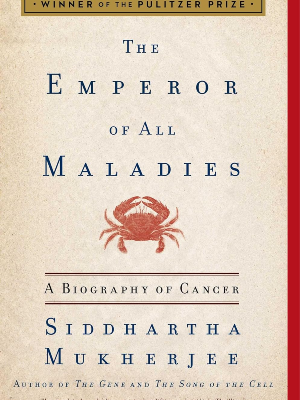 · WINNER OF THE PULITZER PRIZE ·
THE
EMPEROR
OF ALL
MALADIES
A BIOGRAPHY OF CANCER
SIDDHARTHA
MUKHERJEE
AUTHOR OF THE GENE AND THE SONG OF THE CELL